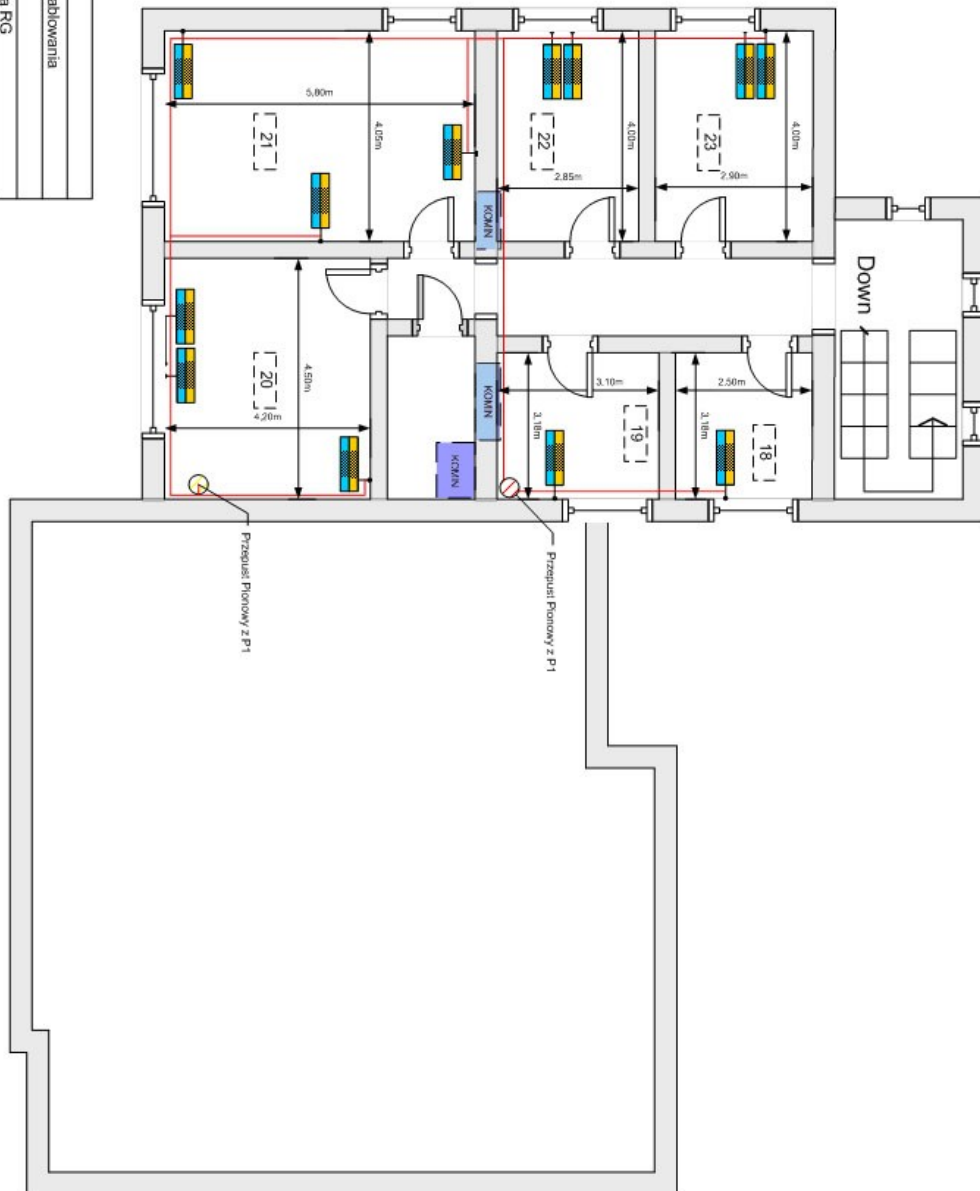 ablowania
a RG
5,80m
4,05m
21
22
2,85m
4,00m
23
2,90m
4,00m
KOMIN
Down
20
4,20m
4,50m
KOMIN
KOMIN
3,10m
3,18m
19
2,50m
3,18m
18
Przepust Pionowy z P1
Przepust Pionowy z P1